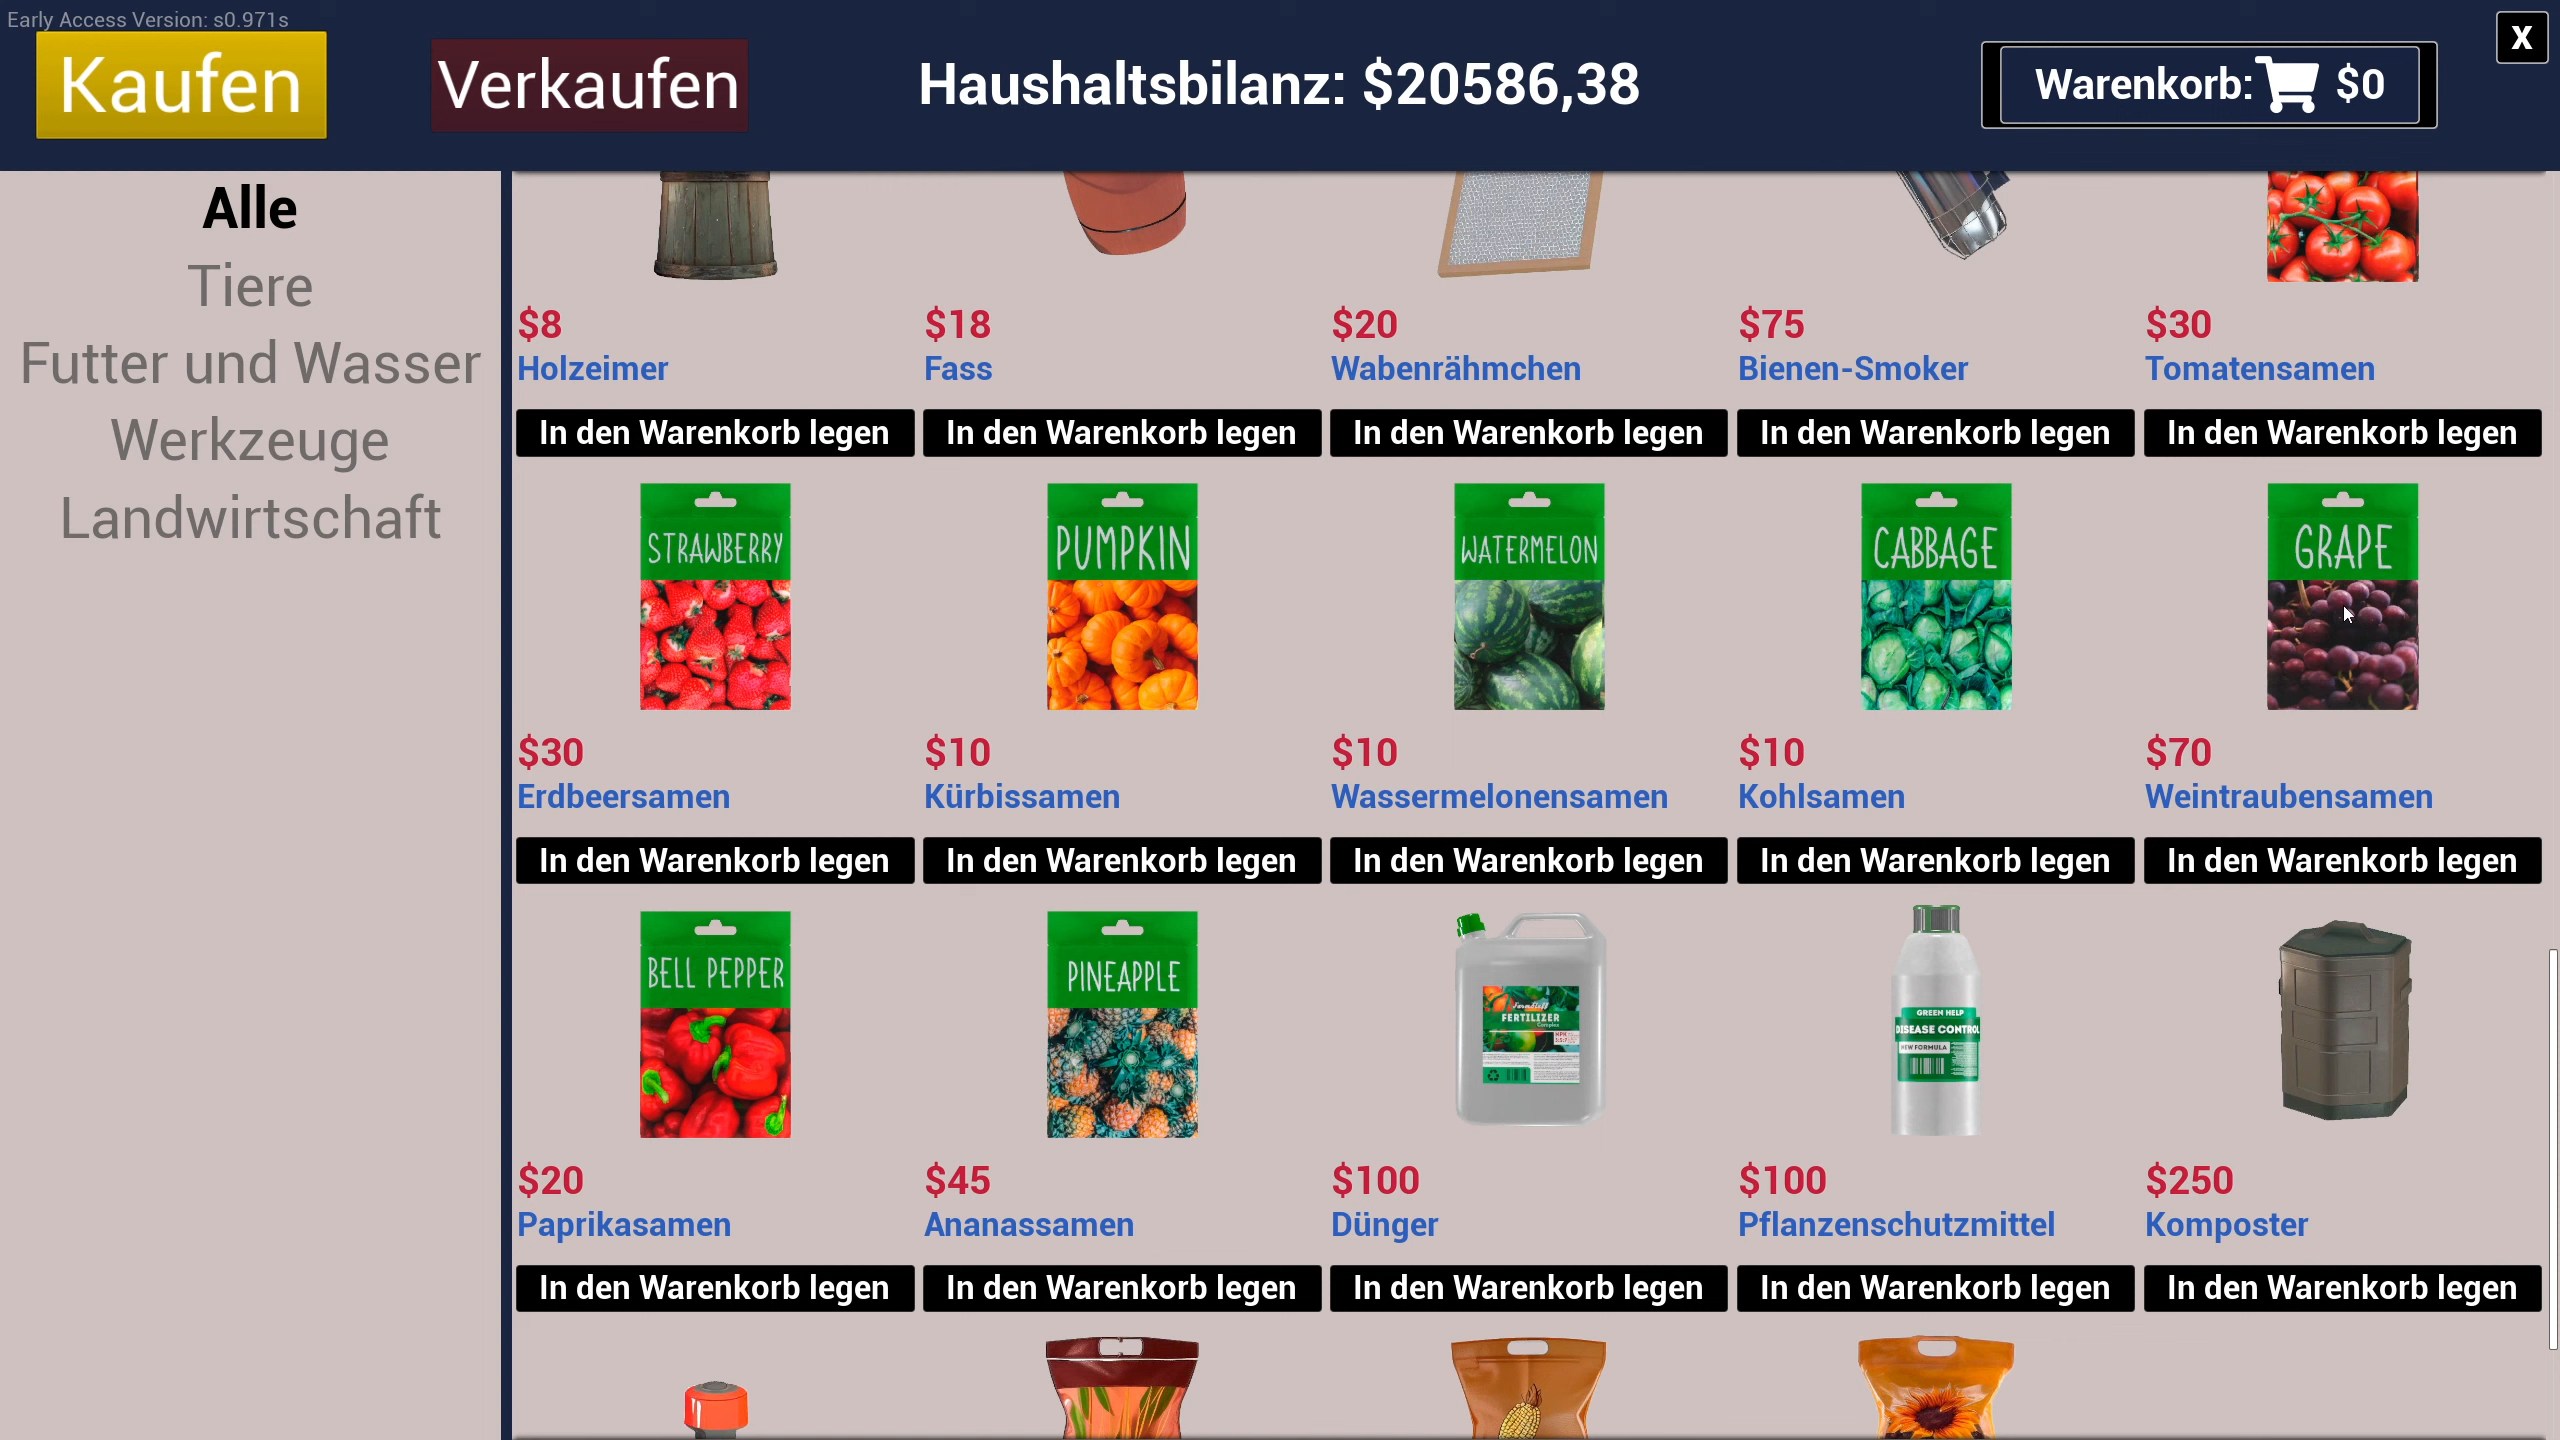 Early Access Version: s0.971s
Kaufen
Verkaufen
Haushaltsbilanz: $20586,38
Warenkorb: $0
X
Alle
Tiere
Futter und Wasser
Werkzeuge
Landwirtschaft
$8
Holzeimer
In den Warenkorb legen
$18
Fass
In den Warenkorb legen
$20
Wabenrähmchen
In den Warenkorb legen
$75
Bienen-Smoker
In den Warenkorb legen
$30
Tomatensamen
In den Warenkorb legen
STRAWBERRY
$30
Erdbeersamen
In den Warenkorb legen
PUMPKIN
$10
Kürbissamen
In den Warenkorb legen
WATERMELON
$10
Wassermelonensamen
In den Warenkorb legen
CABBAGE
$10
Kohlsamen
In den Warenkorb legen
GRAPE
$70
Weintraubensamen
In den Warenkorb legen
BELL PEPPER
$20
Paprikasamen
In den Warenkorb legen
PINEAPPLE
$45
Ananassamen
In den Warenkorb legen
FERTILIZER
Complex
$100
Dünger
In den Warenkorb legen
GREEN HELP
DISEASE CONTROL
NEW FORMULA
$100
Pflanzenschutzmittel
In den Warenkorb legen
$250
Komposter
In den Warenkorb legen